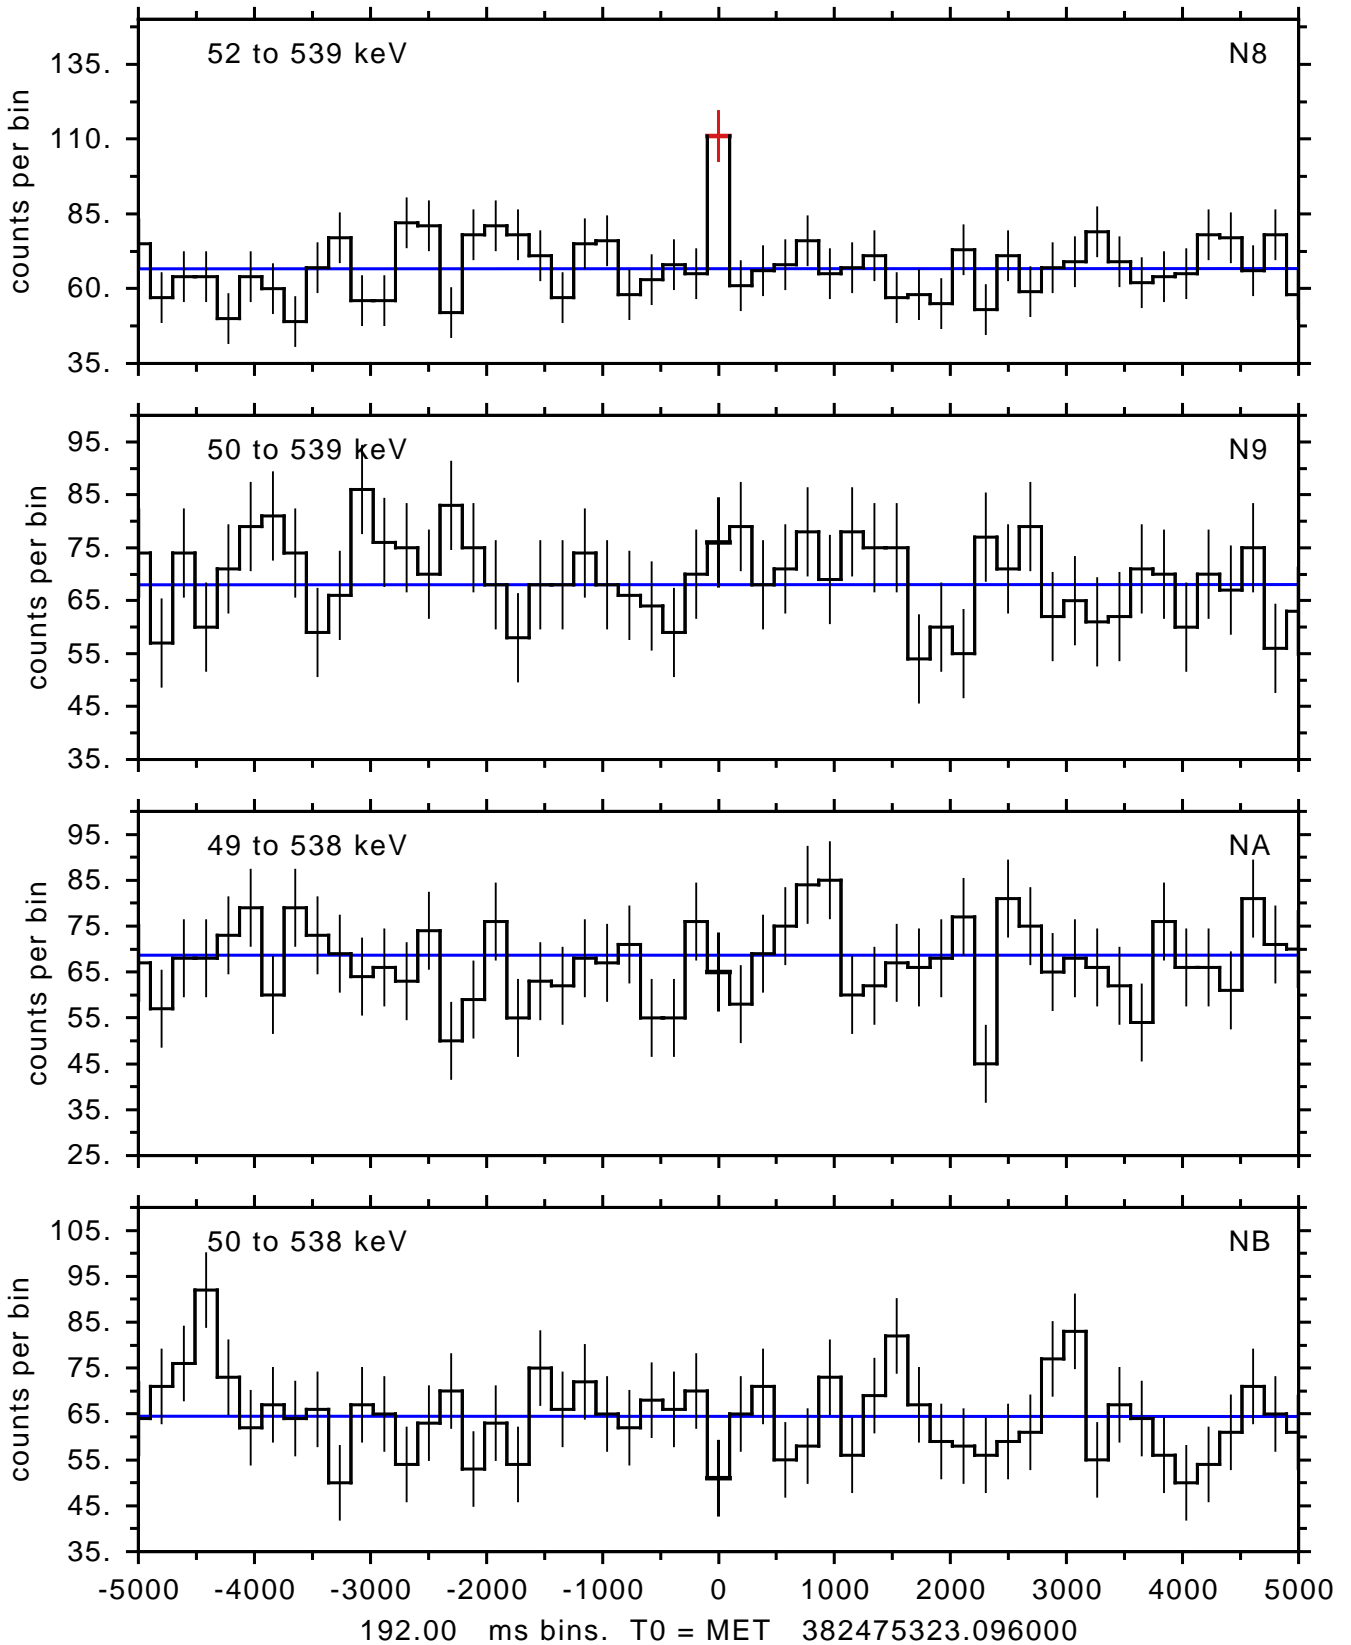 52 to 539 keV N8
135.
110.
85.
60.
35.
counts per bin
50 to 539 keV N9
95.
85.
75.
65.
55.
45.
35.
counts per bin
49 to 538 keV NA
95.
85.
75.
65.
55.
45.
35.
25.
counts per bin
50 to 538 keV NB
105.
95.
85.
75.
65.
55.
45.
35.
counts per bin
-5000 -4000 -3000 -2000 -1000 0 1000 2000 3000 4000 5000
192.00 ms bins. T0 = MET 382475323.096000